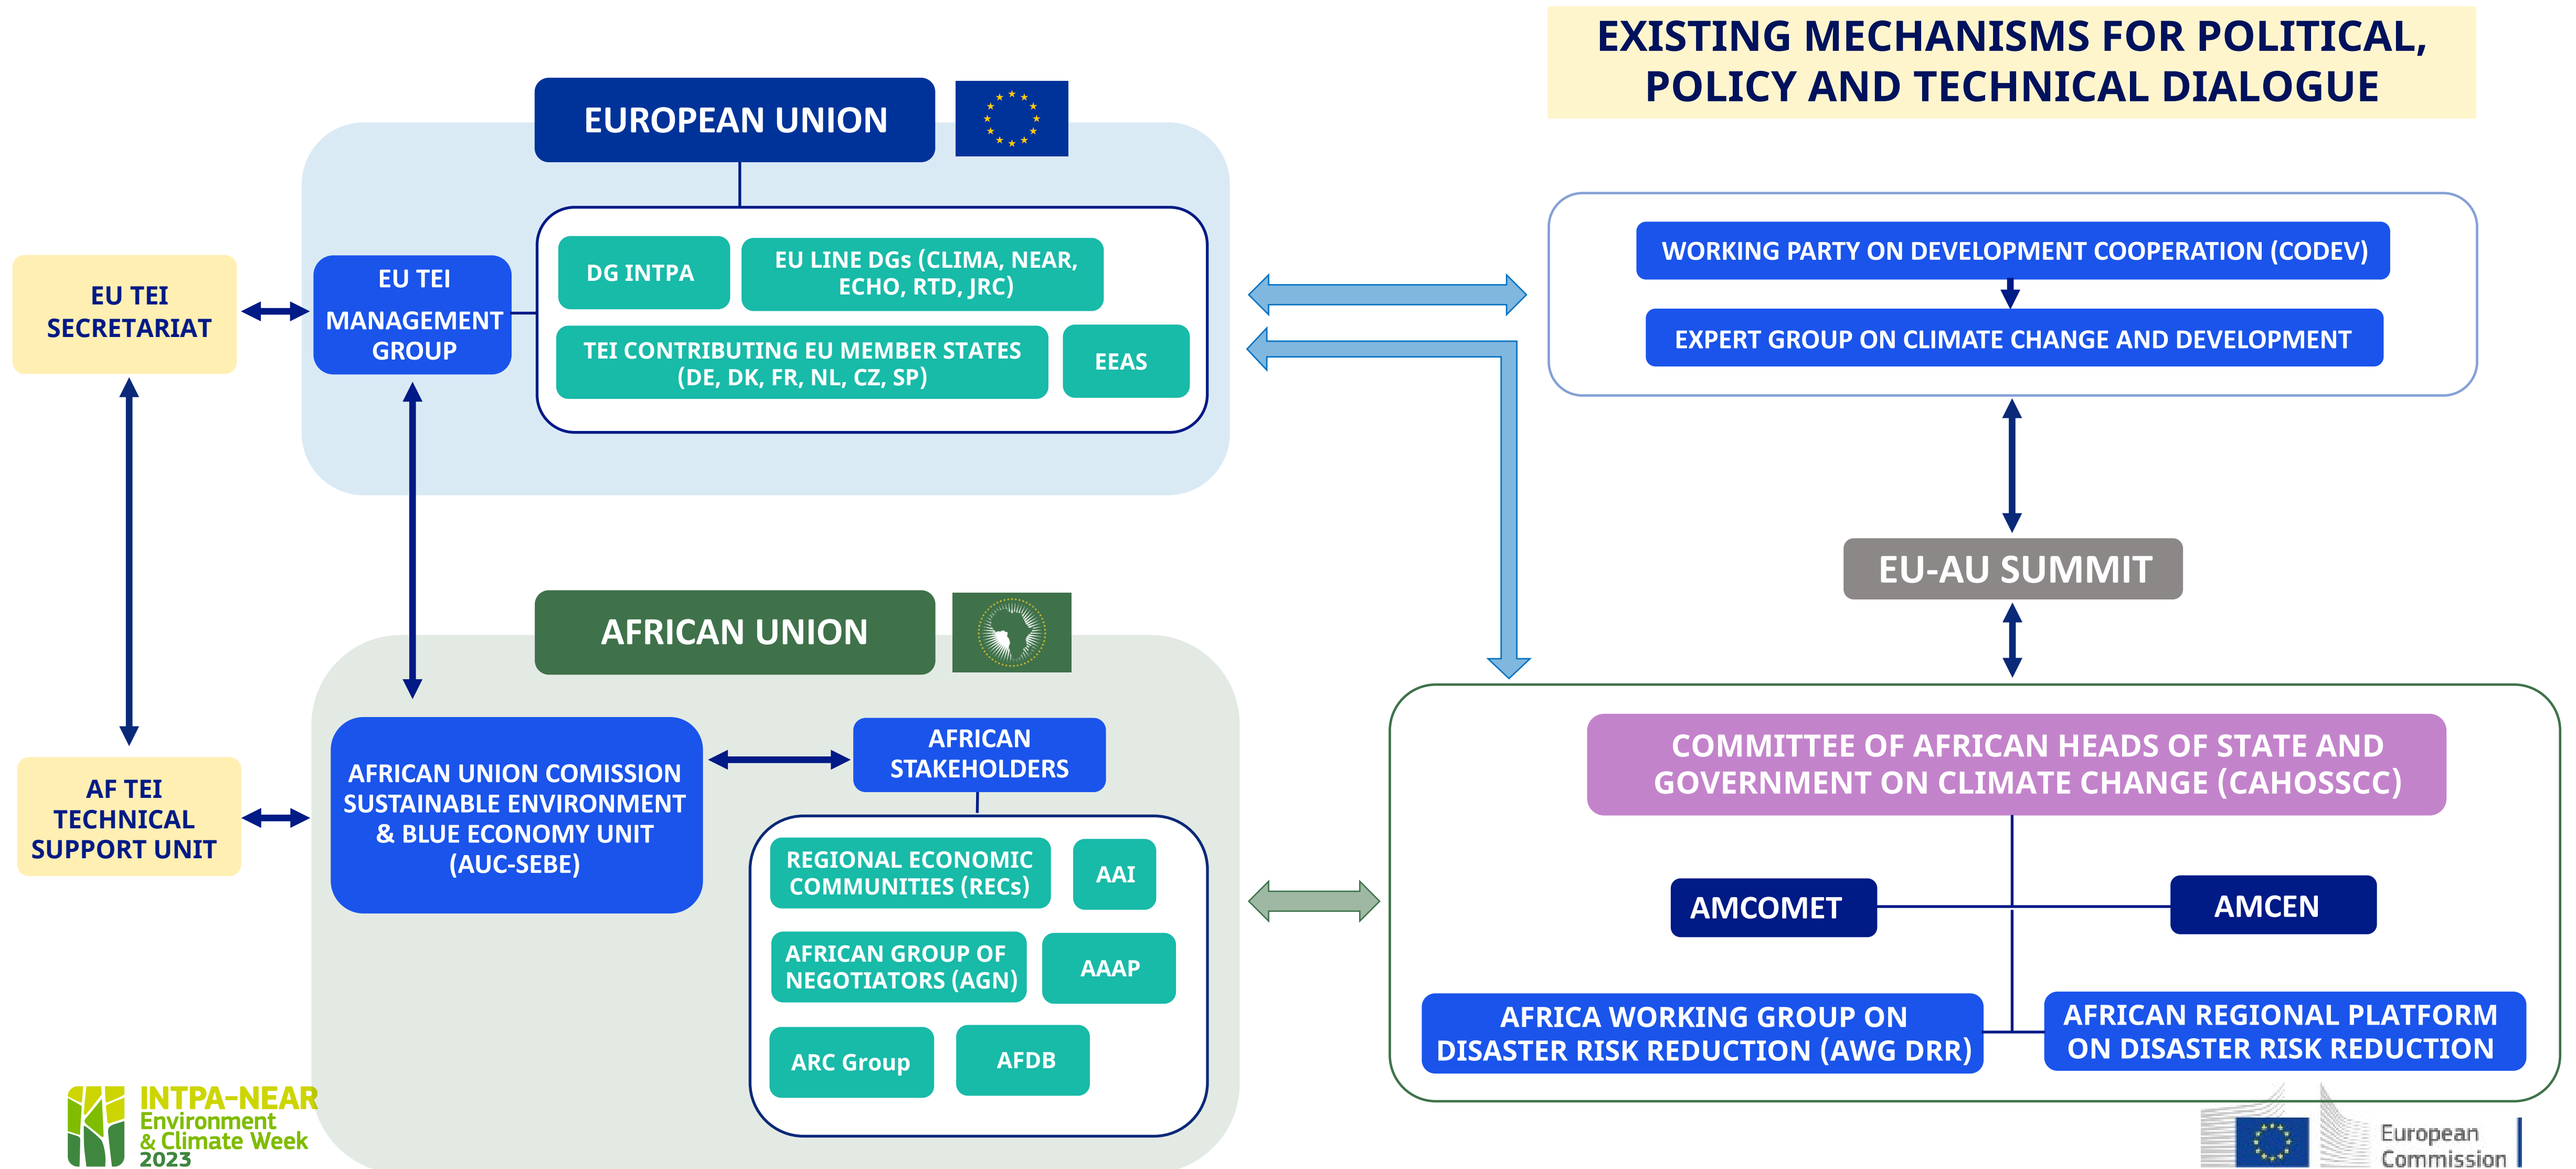 EXISTING MECHANISMS FOR POLITICAL,
POLICY AND TECHNICAL DIALOGUE
EUROPEAN UNION
EU TEI
SECRETARIAT
EU TEI
MANAGEMENT
GROUP
DG INTPA
EU LINE DGs (CLIMA, NEAR,
ECHO, RTD, JRC)
TEI CONTRIBUTING EU MEMBER STATES
(DE, DK, FR, NL, CZ, SP)
EEAS
WORKING PARTY ON DEVELOPMENT COOPERATION (CODEV)
EXPERT GROUP ON CLIMATE CHANGE AND DEVELOPMENT
EU-AU SUMMIT
AFRICAN UNION
AF TEI
TECHNICAL
SUPPORT UNIT
AFRICAN UNION COMISSION
SUSTAINABLE ENVIRONMENT
& BLUE ECONOMY UNIT
(AUC-SEBE)
AFRICAN
STAKEHOLDERS
REGIONAL ECONOMIC
COMMUNITIES (RECs)
AAI
AFRICAN GROUP OF
NEGOTIATORS (AGN)
AAAP
ARC Group
AFDB
COMMITTEE OF AFRICAN HEADS OF STATE AND
GOVERNMENT ON CLIMATE CHANGE (CAHOSSCC)
AMCOMET
AMCEN
AFRICA WORKING GROUP ON
DISASTER RISK REDUCTION (AWG DRR)
AFRICAN REGIONAL PLATFORM
ON DISASTER RISK REDUCTION
INTPA-NEAR
Environment
& Climate Week
2023
European
Commission